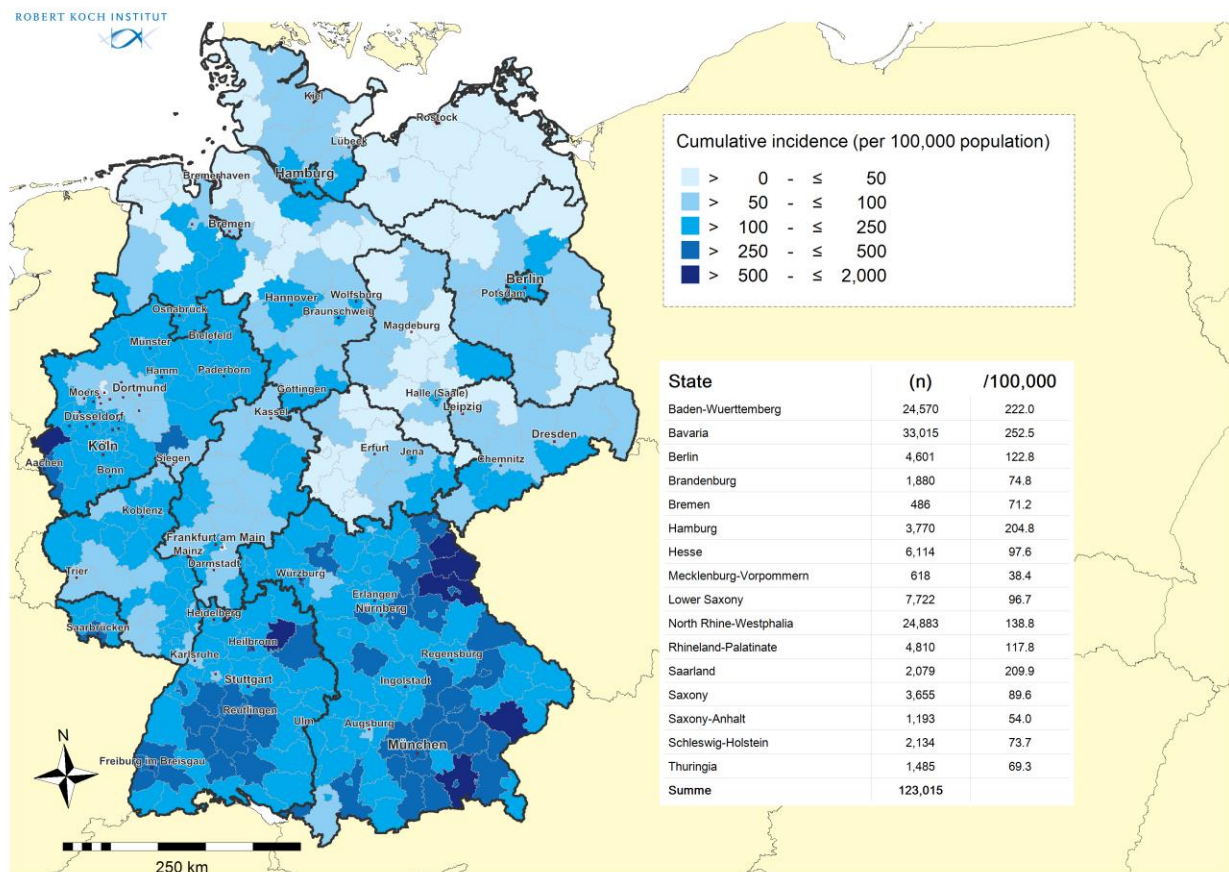 ROBERT KOCH INSTITUT
Kiel
Rostock
Lübeck
Hamburg
Bremerhaven
Bremen
Berlin
Potsdam
Hannover
Wolfsburg
Braunschweig
Magdeburg
Osnabrück
Bielefeld
Münster
Hamm
Paderborn
Moers
Dortmund
Göttingen
Halle (Saale)
Leipzig
Kassel
Düsseldorf
Dresden
Köln
Erfurt
Jena
Aachen
Siegen
Chemnitz
Bonn
Koblenz
Frankfurt am Main
Mainz
Trier
Darmstadt
Würzburg
Erlangen
Nürnberg
Heidelberg
Saarbrücken
Heilbronn
Karlsruhe
Regensburg
Stuttgart
Ingolstadt
Reutlingen
Ulm
Augsburg
München
Freiburg im Breisgau
N
250 km
Cumulative incidence (per 100,000 population)
> 0 - ≤ 50
> 50 - ≤ 100
> 100 - ≤ 250
> 250 - ≤ 500
> 500 - ≤ 2,000
State (n) /100,000
Baden-Wuerttemberg 24,570 222.0
Bavaria 33,015 252.5
Berlin 4,601 122.8
Brandenburg 1,880 74.8
Bremen 486 71.2
Hamburg 3,770 204.8
Hesse 6,114 97.6
Mecklenburg-Vorpommern 618 38.4
Lower Saxony 7,722 96.7
North Rhine-Westphalia 24,883 138.8
Rhineland-Palatinate 4,810 117.8
Saarland 2,079 209.9
Saxony 3,655 89.6
Saxony-Anhalt 1,193 54.0
Schleswig-Holstein 2,134 73.7
Thuringia 1,485 69.3
Summe 123,015